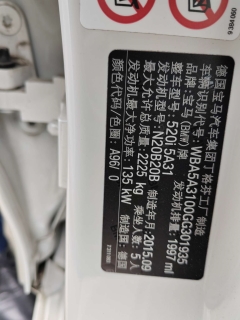 德国宝马汽车集团丁格芬工厂制造
车辆识别代号: WBA5A3100GG301935
宝马(BMW)牌
整车型号: 520i 5A31 发动机排量: 1997 ml
发动机型号: N20B20B 制造年月: 2015.09
最大允许总质量: 2225 kg 乘坐人数: 5人
发动机最大净功率: 135 kW 制造国: 德国
颜色代码/色圈: A96/ 0
9 384 060